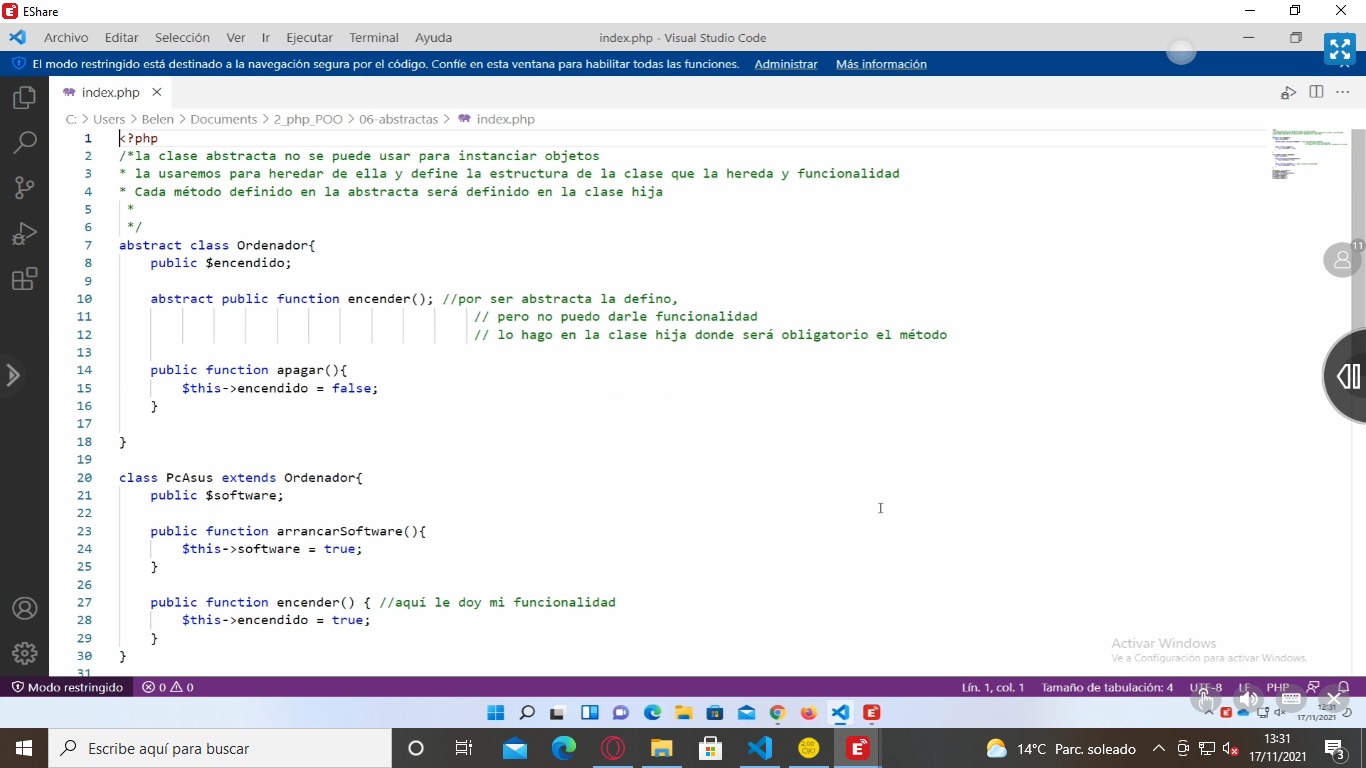 EShare
Archivo Editar Selección Ver Ir Ejecutar Terminal Ayuda index.php - Visual Studio Code
El modo restringido está destinado a la navegación segura por el código. Confíe en esta ventana para habilitar todas las funciones. Administrar Más información
index.php
C: > Users > Belen > Documents > 2_php_POO > 06-abstractas > index.php
1 <?php
2 /*la clase abstracta no se puede usar para instanciar objetos
3 * la usaremos para heredar de ella y define la estructura de la clase que la hereda y funcionalidad
4 * Cada método definido en la abstracta será definido en la clase hija
5 *
6 */
7 abstract class Ordenador{
8 public $encendido;
9
10 abstract public function encender(); //por ser abstracta la defino,
11 // pero no puedo darle funcionalidad
12 // lo hago en la clase hija donde será obligatorio el método
13
14 public function apagar(){
15 $this->encendido = false;
16 }
17
18 }
19
20 class PcAsus extends Ordenador{
21 public $software;
22
23 public function arrancarSoftware(){
24 $this->software = true;
25 }
26
27 public function encender() { //aquí le doy mi funcionalidad
28 $this->encendido = true;
29 }
30 }
31
11
Activar Windows
Ve a Configuración para activar Windows.
Modo restringido 0 0 Lín. 1, col. 1 Tamaño de tabulación: 4 UTF-8 LF PHP
12:31
17/11/2021
Escribe aquí para buscar
14°C Parc. soleado
13:31
17/11/2021
3